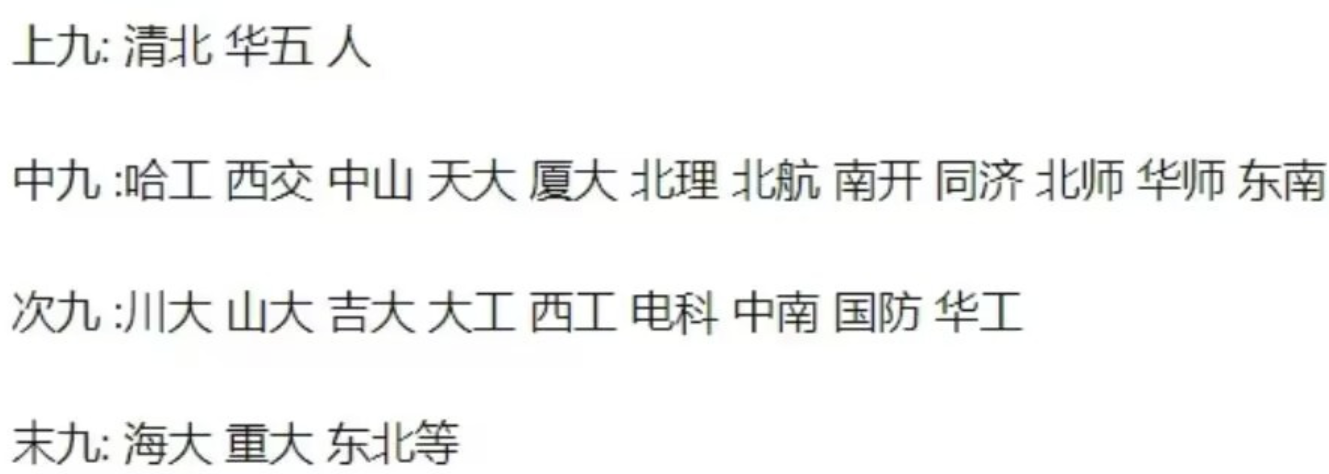 上九: 清北 华五 人
中九 :哈工 西交 中山 天大 厦大 北理 北航 南开 同济 北师 华师 东南
次九 :川大 山大 吉大 大工 西工 电科 中南 国防 华工
末九: 海大 重大 东北等